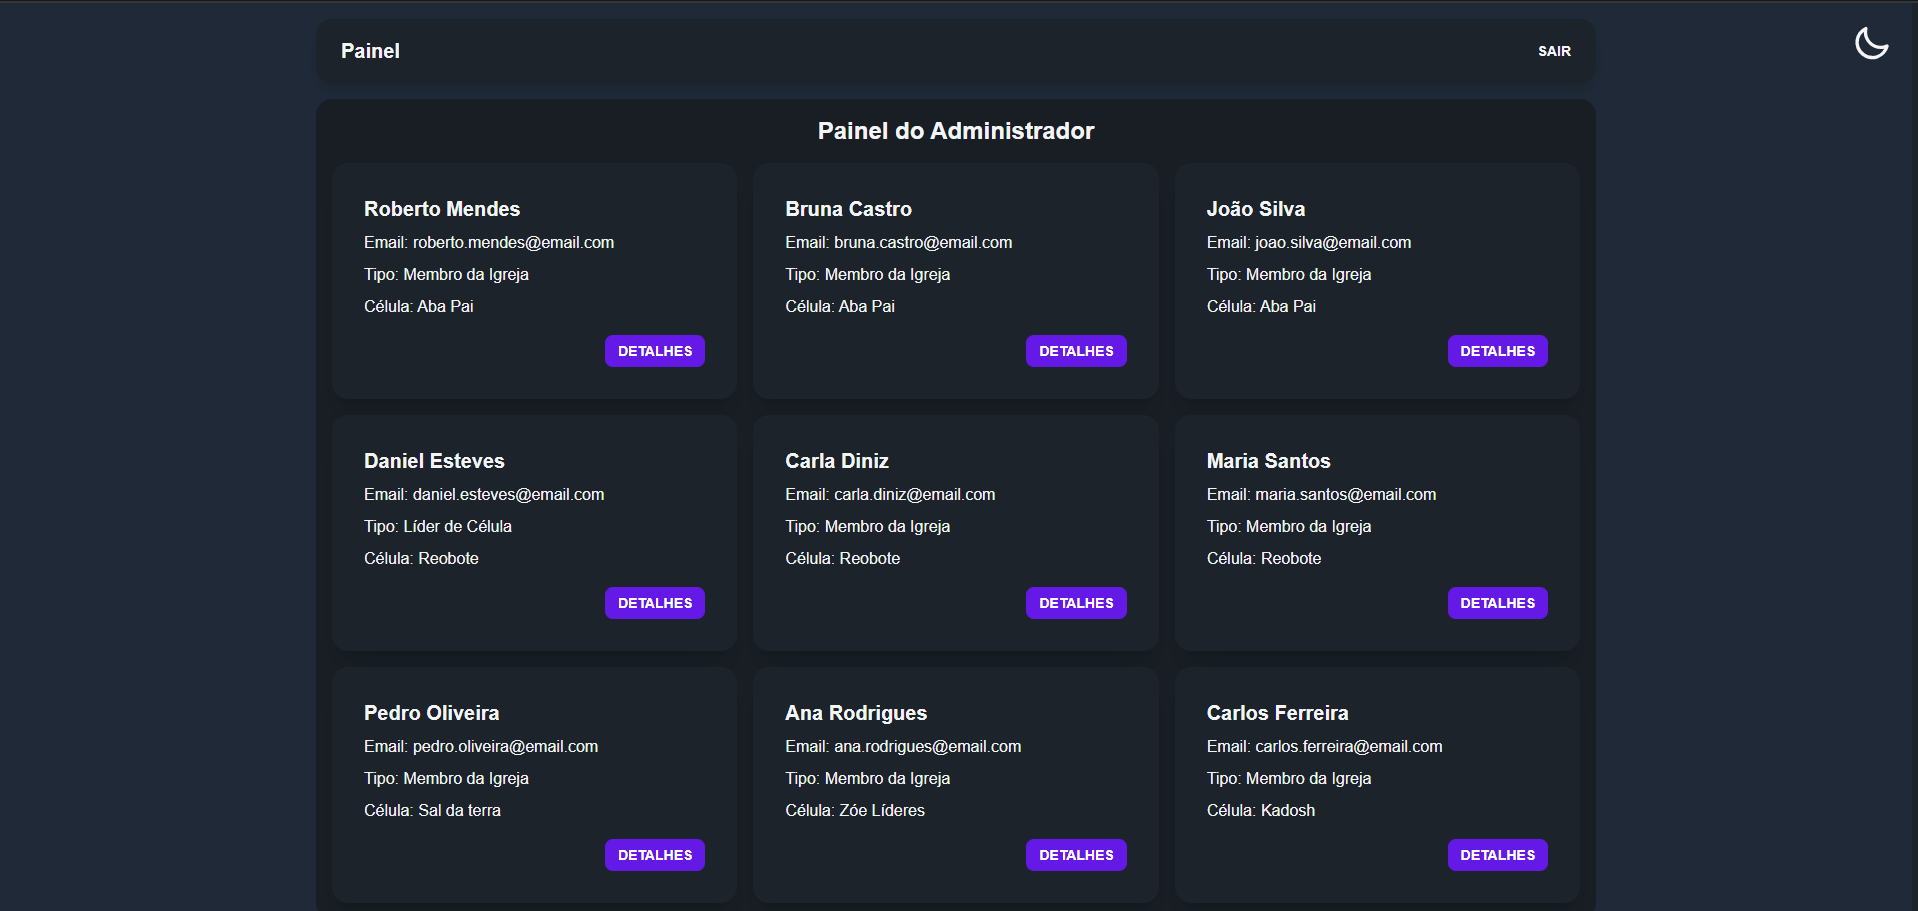 Painel
SAIR
Painel do Administrador
Roberto Mendes
Email: roberto.mendes@email.com
Tipo: Membro da Igreja
Célula: Aba Pai
DETALHES
Bruna Castro
Email: bruna.castro@email.com
Tipo: Membro da Igreja
Célula: Aba Pai
DETALHES
João Silva
Email: joao.silva@email.com
Tipo: Membro da Igreja
Célula: Aba Pai
DETALHES
Daniel Esteves
Email: daniel.esteves@email.com
Tipo: Líder de Célula
Célula: Reobote
DETALHES
Carla Diniz
Email: carla.diniz@email.com
Tipo: Membro da Igreja
Célula: Reobote
DETALHES
Maria Santos
Email: maria.santos@email.com
Tipo: Membro da Igreja
Célula: Reobote
DETALHES
Pedro Oliveira
Email: pedro.oliveira@email.com
Tipo: Membro da Igreja
Célula: Sal da terra
DETALHES
Ana Rodrigues
Email: ana.rodrigues@email.com
Tipo: Membro da Igreja
Célula: Zóe Líderes
DETALHES
Carlos Ferreira
Email: carlos.ferreira@email.com
Tipo: Membro da Igreja
Célula: Kadosh
DETALHES